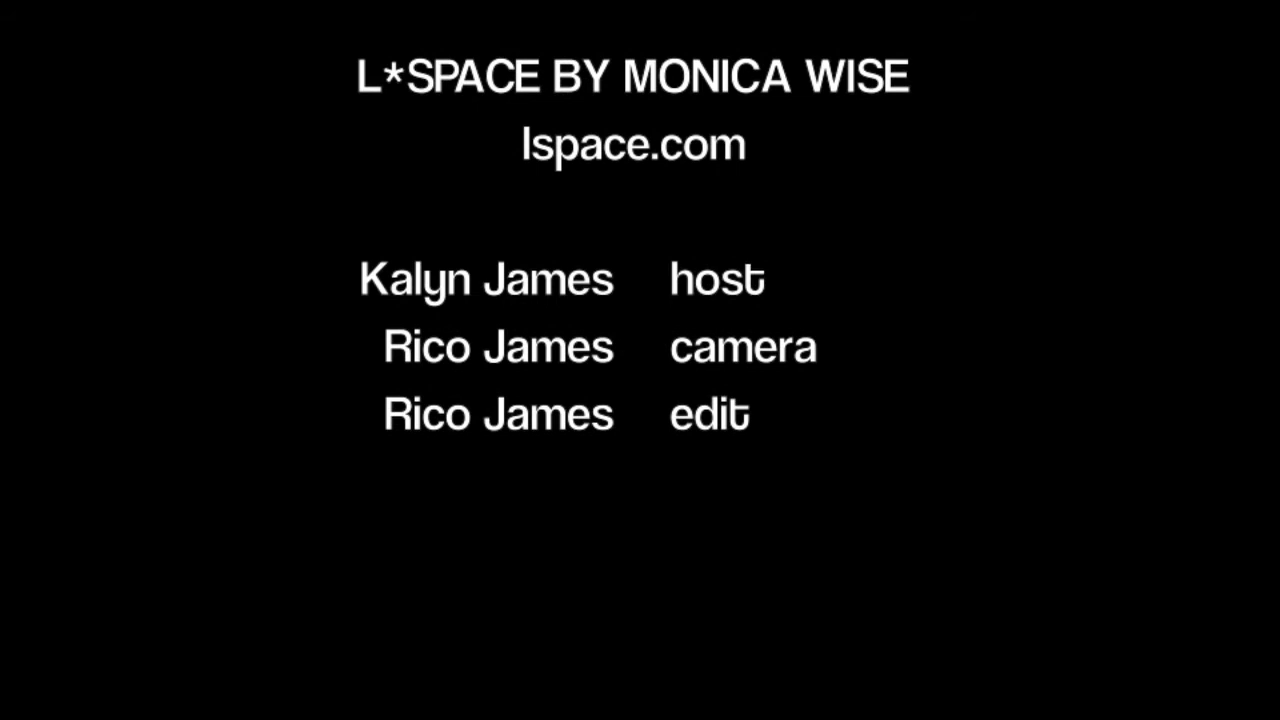 L*SPACE BY MONICA WISE
lspace.com
Kalyn James host
Rico James camera
Rico James edit